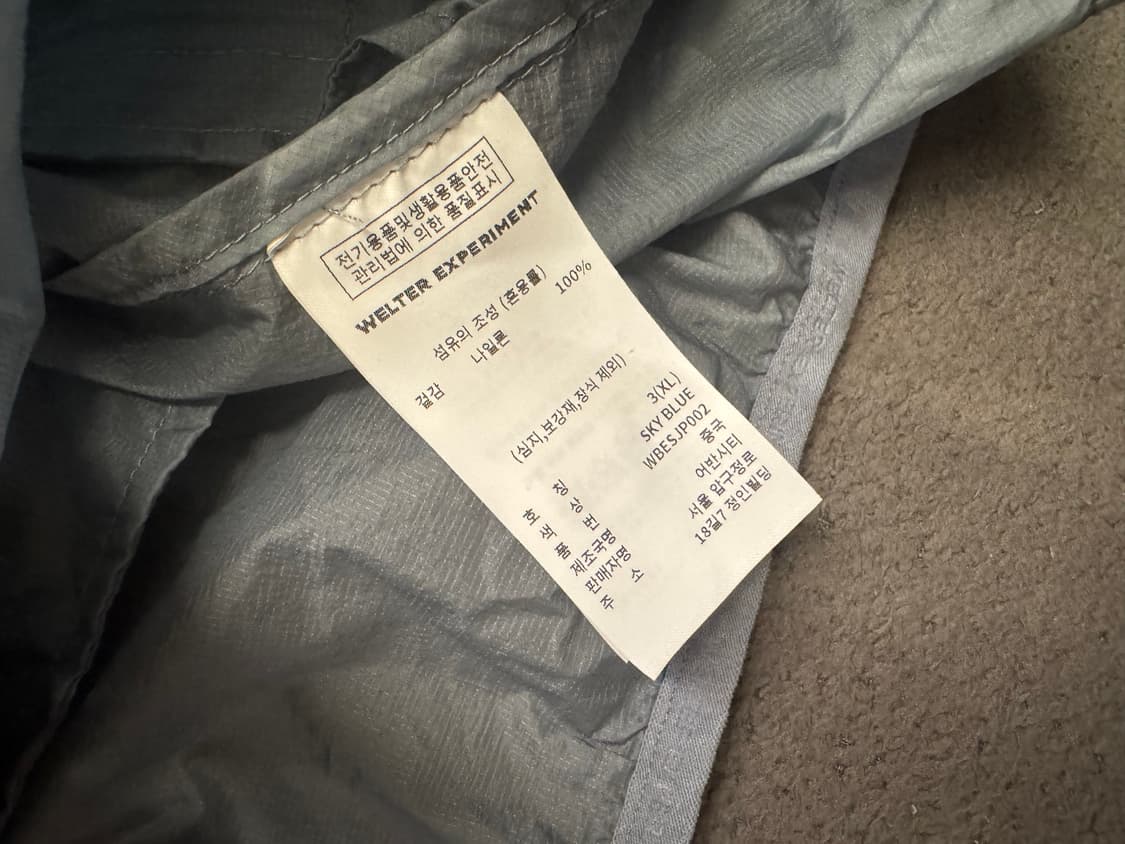 전기용품및생활용품안전
관리법에 의한 품질표시
WELTER EXPERIMENT
섬유의 조성 (혼용률)
겉감 나일론 100%
(심지,보강재,장식 제외)
호 칭 3(XL)
색 상 SKY BLUE
품 번 WBESJP002
제조국명 중국
판매자명 어반시티
주 소 서울 압구정로
18길7 정인빌딩